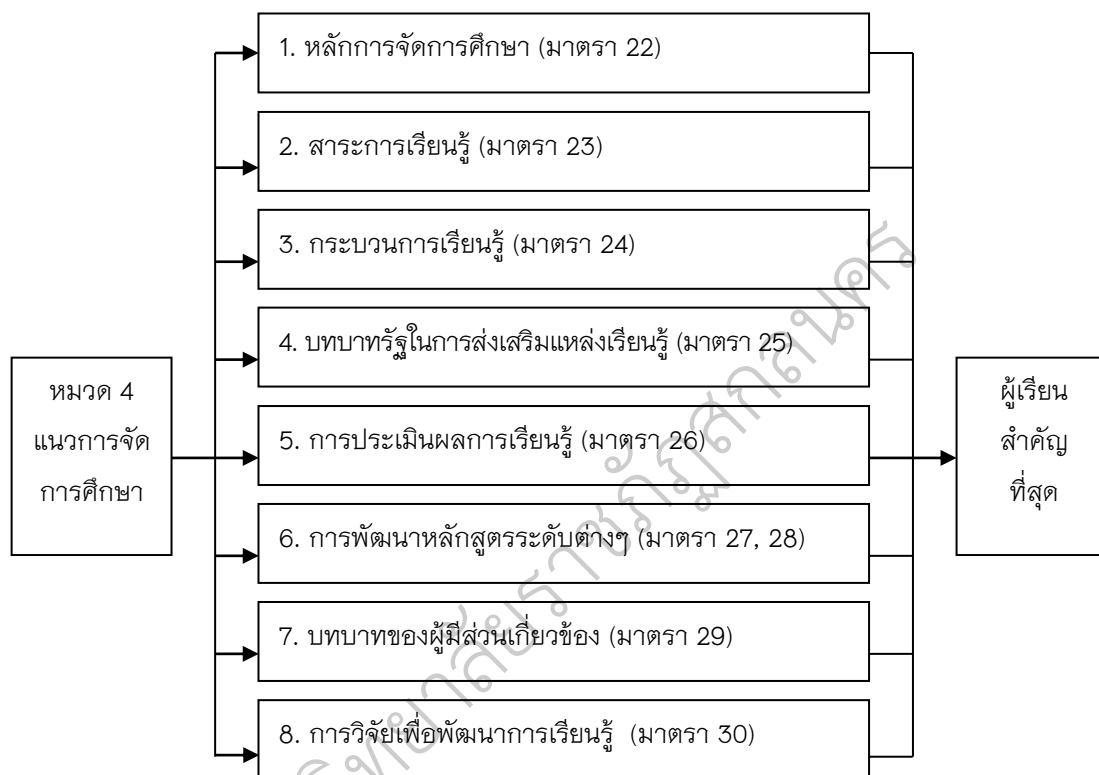 1. หลักการจัดการศึกษา (มาตรา 22)
2. สาระการเรียนรู้ (มาตรา 23)
3. กระบวนการเรียนรู้ (มาตรา 24)
4. บทบาทรัฐในการส่งเสริมแหล่งเรียนรู้ (มาตรา 25)
หมวด 4
แนวการจัด
การศึกษา
5. การประเมินผลการเรียนรู้ (มาตรา 26)
6. การพัฒนาหลักสูตรระดับต่างๆ (มาตรา 27, 28)
7. บทบาทของผู้มีส่วนเกี่ยวข้อง (มาตรา 29)
8. การวิจัยเพื่อพัฒนาการเรียนรู้ (มาตรา 30)
ผู้เรียน
สำคัญ
ที่สุด